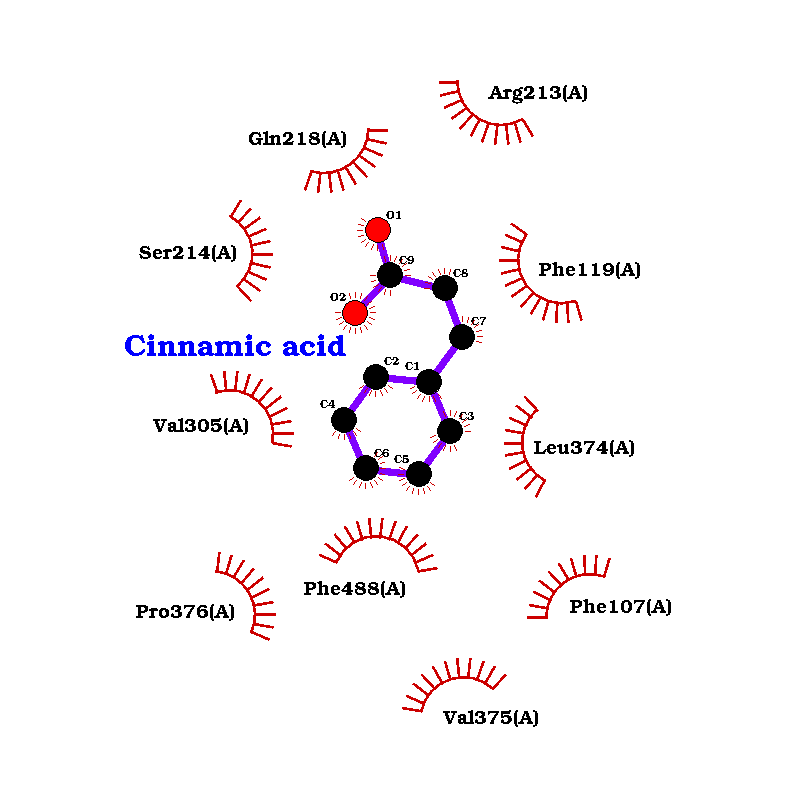 Arg213(A)
Gln218(A)
O1
Ser214(A)
C9
Phe119(A)
C8
O2
C7
Cinnamic acid
C2
C1
C4
C3
Val305(A)
Leu374(A)
C6
C5
Phe488(A)
Pro376(A)
Phe107(A)
Val375(A)